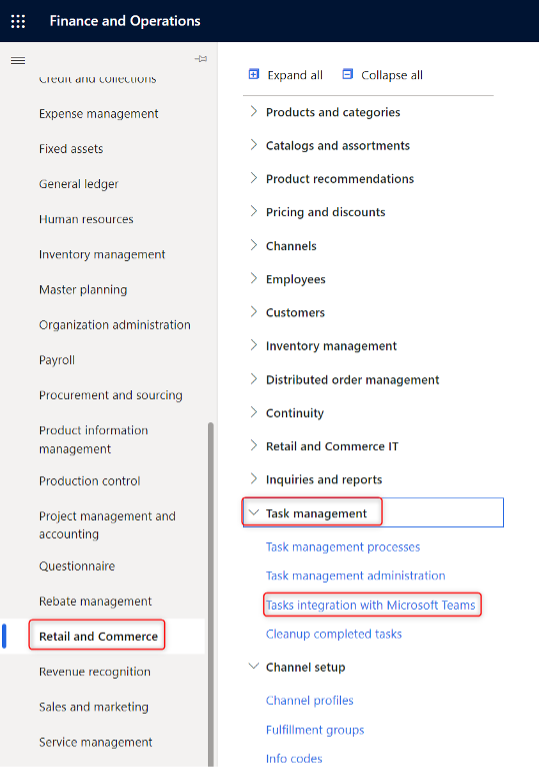 Finance and Operations
Credit and collections
Expense management
Fixed assets
General ledger
Human resources
Inventory management
Master planning
Organization administration
Payroll
Procurement and sourcing
Product information
management
Production control
Project management and
accounting
Questionnaire
Rebate management
Retail and Commerce
Revenue recognition
Sales and marketing
Service management
Expand all
Collapse all
Products and categories
Catalogs and assortments
Product recommendations
Pricing and discounts
Channels
Employees
Customers
Inventory management
Distributed order management
Continuity
Retail and Commerce IT
Inquiries and reports
Task management
Task management processes
Task management administration
Tasks integration with Microsoft Teams
Cleanup completed tasks
Channel setup
Channel profiles
Fulfillment groups
Info codes